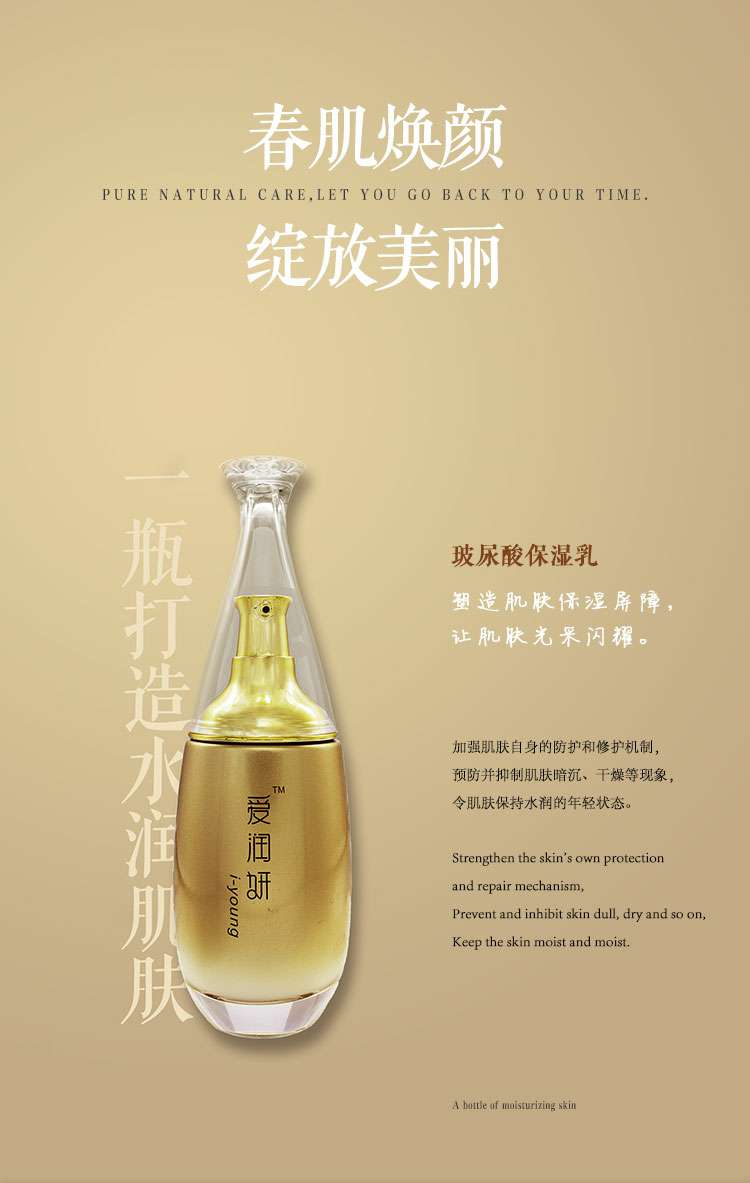 春肌焕颜
PURE NATURAL CARE,LET YOU GO BACK TO YOUR TIME.
绽放美丽
一瓶打造水润肌肤
爱润妍
TM
i-young
玻尿酸保湿乳
塑造肌肤保湿屏障，
让肌肤光采闪耀。
加强肌肤自身的防护和修护机制，
预防并抑制肌肤暗沉、干燥等现象，
令肌肤保持水润的年轻状态。
Strengthen the skin's own protection
and repair mechanism,
Prevent and inhibit skin dull, dry and so on,
Keep the skin moist and moist.
A bottle of moisturizing skin